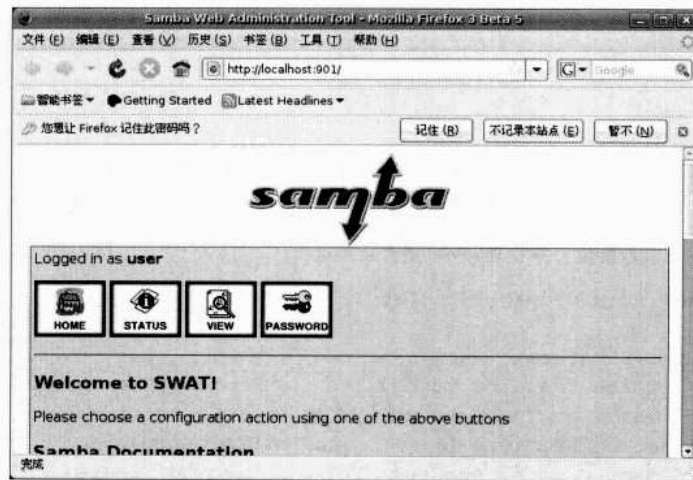 Samba Web Administration Tool - Mozilla Firefox 3 Beta 5
文件 (F) 编辑 (E) 查看 (V) 历史 (S) 书签 (B) 工具 (T) 帮助 (H)
http://localhost:901/ G Google
智能书签 Getting Started Latest Headlines
您想让 Firefox 记住此密码吗？ 记住 (R) 不记录本站点 (E) 暂不 (N)
samba
Logged in as user
HOME STATUS VIEW PASSWORD
Welcome to SWAT!
Please choose a configuration action using one of the above buttons
Samba Documentation
完成